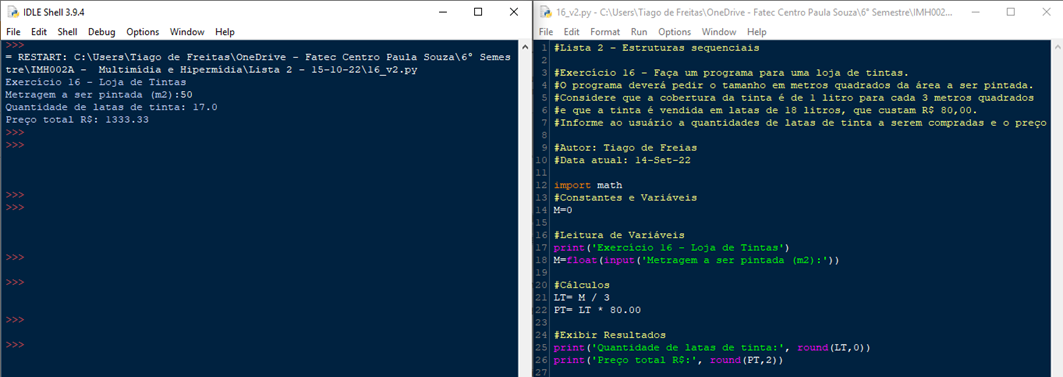 IDLE Shell 3.9.4
File Edit Shell Debug Options Window Help
>>>
= RESTART: C:\Users\Tiago de Freitas\OneDrive - Fatec Centro Paula Souza\6° Semes
tre\IMH002A - Multimidia e Hipermídia\Lista 2 - 15-10-22\16_v2.py
Exercício 16 - Loja de Tintas
Metragem a ser pintada (m2):50
Quantidade de latas de tinta: 17.0
Preço total R$: 1333.33
>>>
>>>
>>>
>>>
>>>
>>>
>>>
>>>
16_v2.py - C:\Users\Tiago de Freitas\OneDrive - Fatec Centro Paula Souza\6° Semestre\IMH002...
File Edit Format Run Options Window Help
1 #Lista 2 - Estruturas sequenciais
2
3 #Exercício 16 - Faça um programa para uma loja de tintas.
4 #O programa deverá pedir o tamanho em metros quadrados da área a ser pintada.
5 #Considere que a cobertura da tinta é de 1 litro para cada 3 metros quadrados
6 #e que a tinta é vendida em latas de 18 litros, que custam R$ 80,00.
7 #Informe ao usuário a quantidades de latas de tinta a serem compradas e o preço
8
9 #Autor: Tiago de Freias
10 #Data atual: 14-Set-22
11
12 import math
13 #Constantes e Variáveis
14 M=0
15
16 #Leitura de Variáveis
17 print('Exercício 16 - Loja de Tintas')
18 M=float(input('Metragem a ser pintada (m2):'))
19
20 #Cálculos
21 LT= M / 3
22 PT= LT * 80.00
23
24 #Exibir Resultados
25 print('Quantidade de latas de tinta:', round(LT,0))
26 print('Preço total R$:', round(PT,2))
27